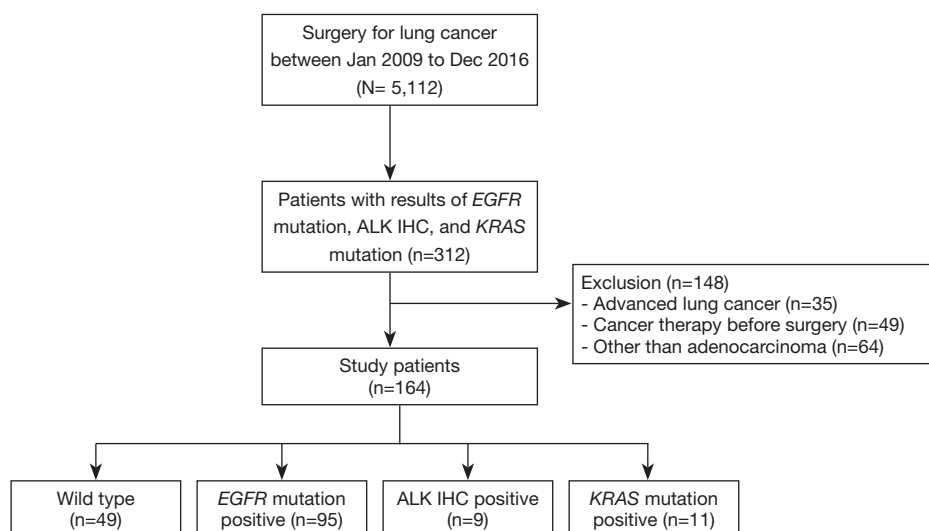 Surgery for lung cancer
between Jan 2009 to Dec 2016
(N= 5,112)
Patients with results of EGFR
mutation, ALK IHC, and KRAS
mutation (n=312)
Exclusion (n=148)
- Advanced lung cancer (n=35)
- Cancer therapy before surgery (n=49)
- Other than adenocarcinoma (n=64)
Study patients
(n=164)
Wild type
(n=49)
EGFR mutation
positive (n=95)
ALK IHC positive
(n=9)
KRAS mutation
positive (n=11)